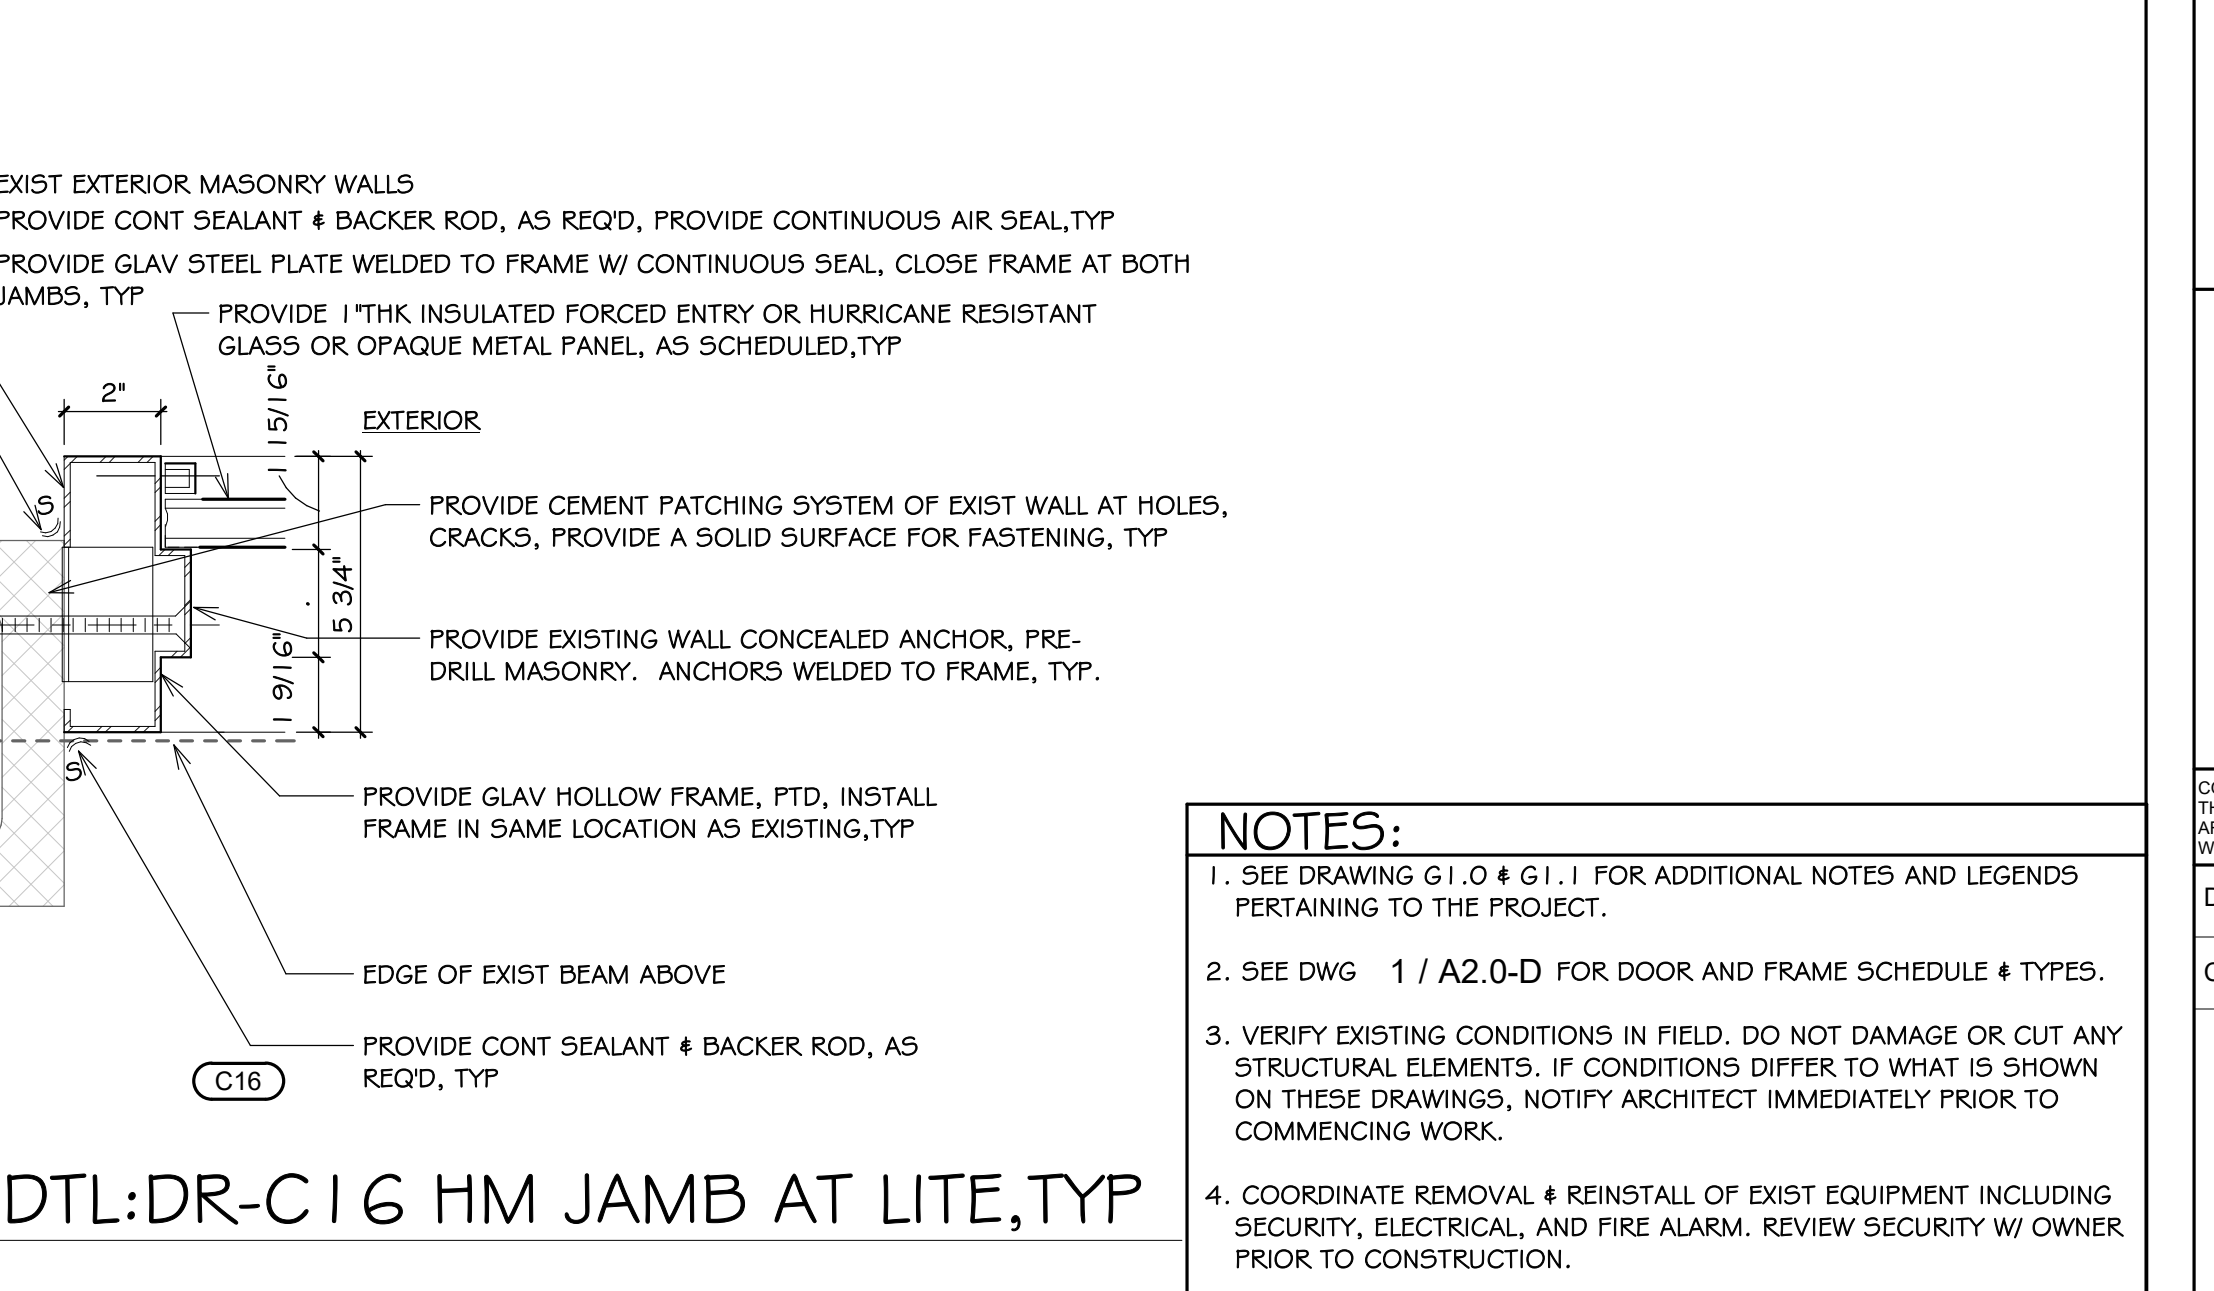 EXIST EXTERIOR MASONRY WALLS
PROVIDE CONT SEALANT & BACKER ROD, AS REQ'D, PROVIDE CONTINUOUS AIR SEAL,TYP
PROVIDE GLAV STEEL PLATE WELDED TO FRAME W/ CONTINUOUS SEAL, CLOSE FRAME AT BOTH
JAMBS, TYP
PROVIDE 1"THK INSULATED FORCED ENTRY OR HURRICANE RESISTANT
GLASS OR OPAQUE METAL PANEL, AS SCHEDULED,TYP
2"
1 15/16"
EXTERIOR
S
PROVIDE CEMENT PATCHING SYSTEM OF EXIST WALL AT HOLES,
CRACKS, PROVIDE A SOLID SURFACE FOR FASTENING, TYP
5 3/4"
PROVIDE EXISTING WALL CONCEALED ANCHOR, PRE-
DRILL MASONRY. ANCHORS WELDED TO FRAME, TYP.
1 9/16"
S
PROVIDE GLAV HOLLOW FRAME, PTD, INSTALL
FRAME IN SAME LOCATION AS EXISTING,TYP
EDGE OF EXIST BEAM ABOVE
PROVIDE CONT SEALANT & BACKER ROD, AS
REQ'D, TYP
C16
DTL:DR-C16 HM JAMB AT LITE,TYP
NOTES:
1. SEE DRAWING G1.0 & G1.1 FOR ADDITIONAL NOTES AND LEGENDS
PERTAINING TO THE PROJECT.
2. SEE DWG 1 / A2.0-D FOR DOOR AND FRAME SCHEDULE & TYPES.
3. VERIFY EXISTING CONDITIONS IN FIELD. DO NOT DAMAGE OR CUT ANY
STRUCTURAL ELEMENTS. IF CONDITIONS DIFFER TO WHAT IS SHOWN
ON THESE DRAWINGS, NOTIFY ARCHITECT IMMEDIATELY PRIOR TO
COMMENCING WORK.
4. COORDINATE REMOVAL & REINSTALL OF EXIST EQUIPMENT INCLUDING
SECURITY, ELECTRICAL, AND FIRE ALARM. REVIEW SECURITY W/ OWNER
PRIOR TO CONSTRUCTION.